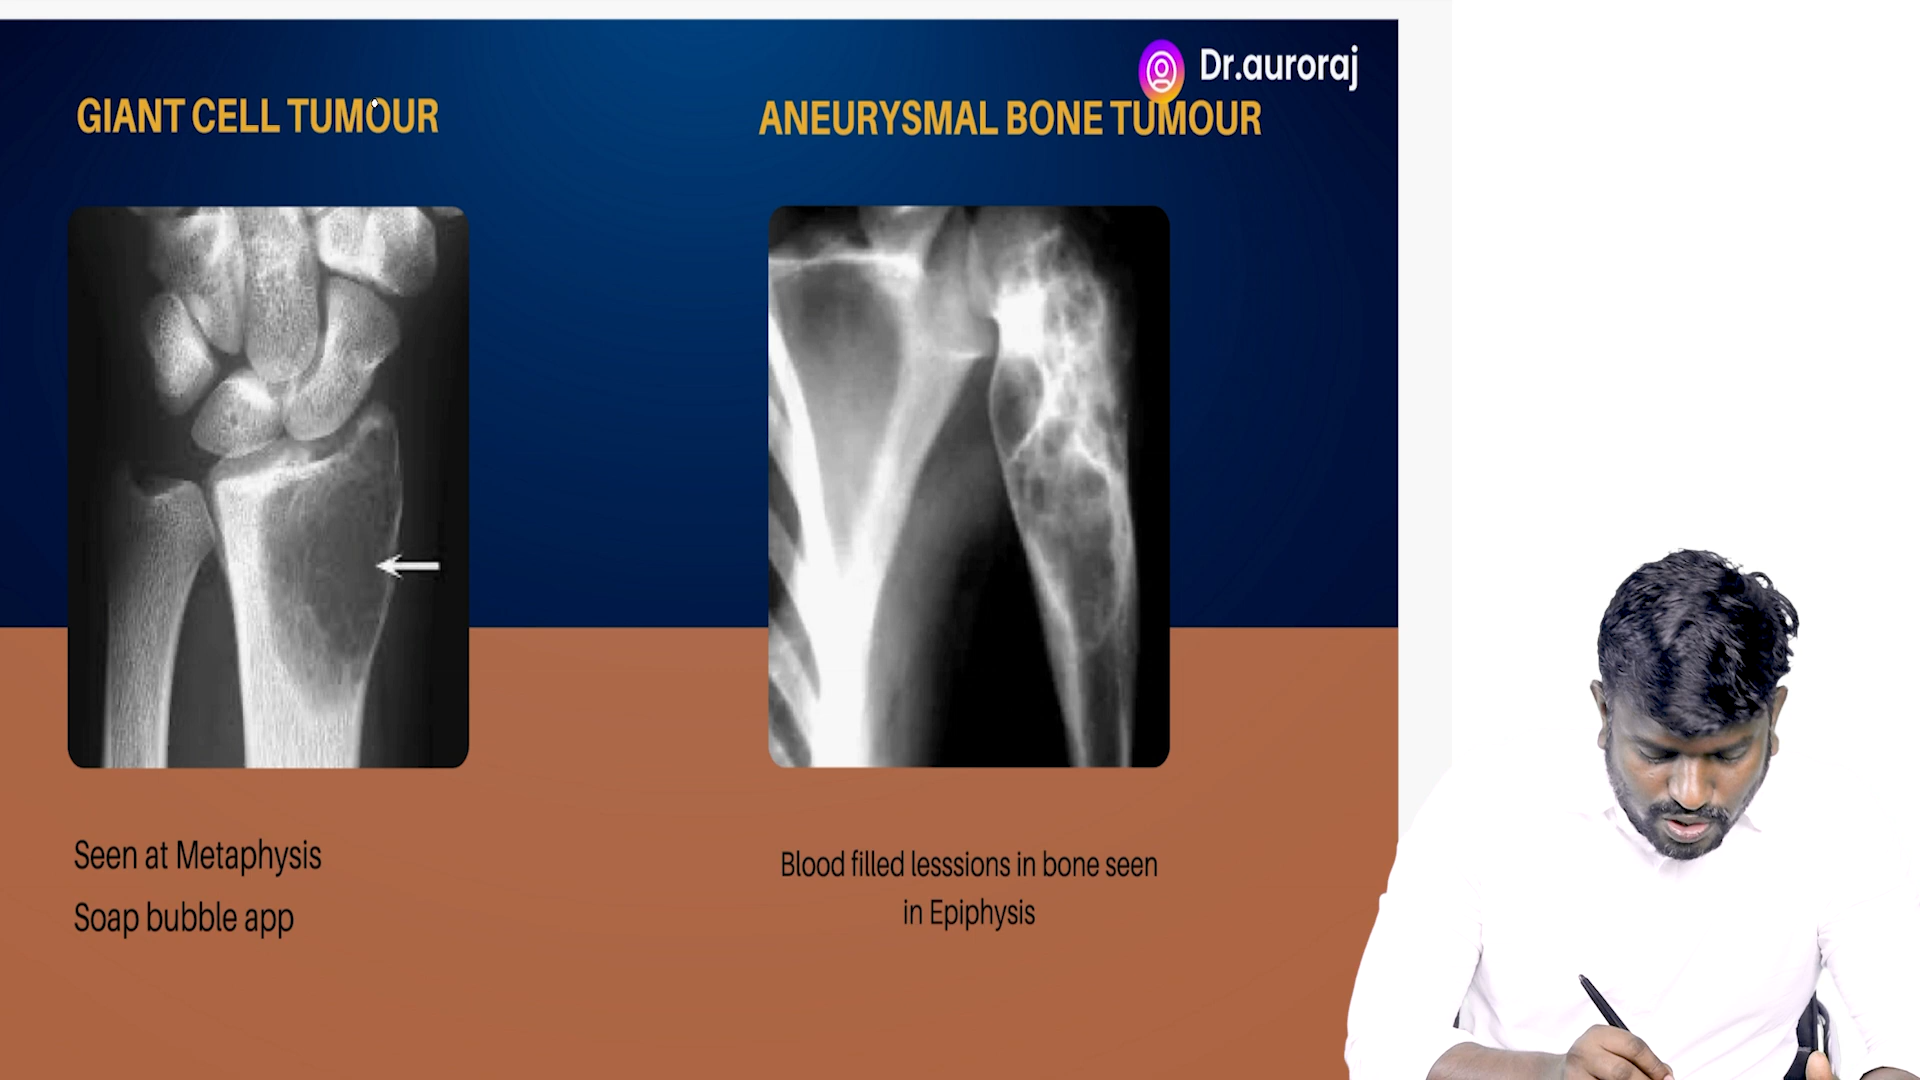 Dr.auroraj
GIANT CELL TUMOUR
ANEURYSMAL BONE TUMOUR
Seen at Metaphysis
Soap bubble app
Blood filled lesssions in bone seen
in Epiphysis